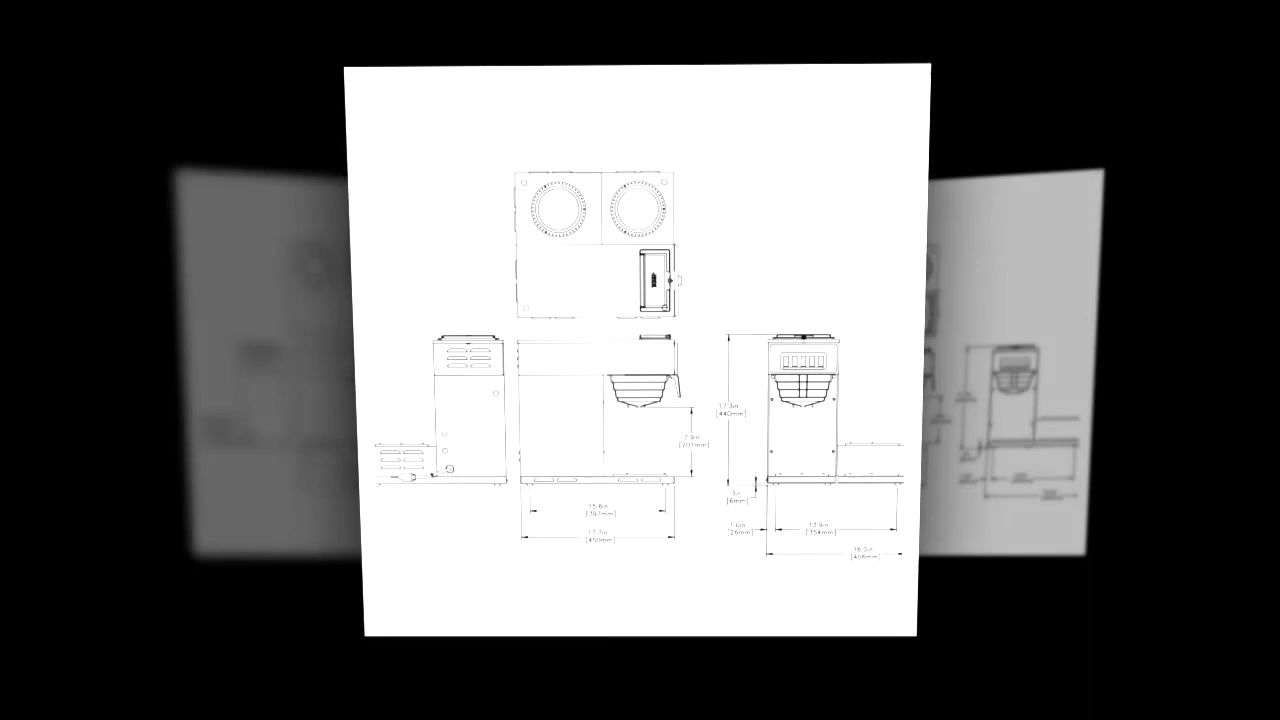 17.3in
[440mm]
7.9in
[201mm]
15.6in
[397mm]
17.7in
[450mm]
1.0in
[26mm]
13.9in
[354mm]
16.0in
[406mm]
[6mm]